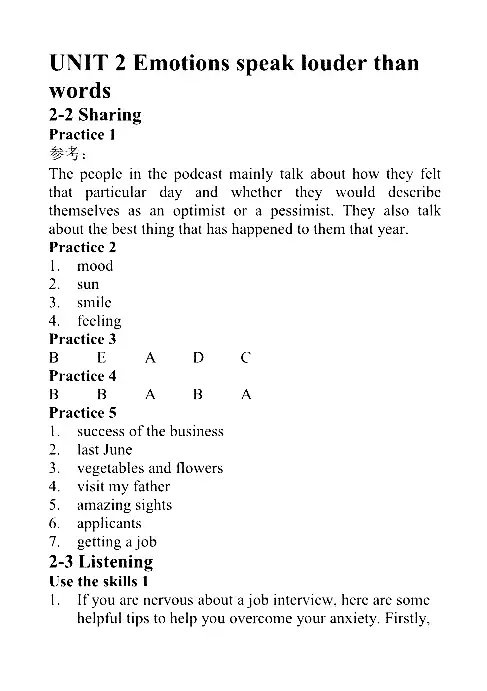 UNIT 2 Emotions speak louder than
words
2-2 Sharing
Practice 1
参考：
The people in the podcast mainly talk about how they felt
that particular day and whether they would describe
themselves as an optimist or a pessimist. They also talk
about the best thing that has happened to them that year.
Practice 2
1. mood
2. sun
3. smile
4. feeling
Practice 3
B E A D C
Practice 4
B B A B A
Practice 5
1. success of the business
2. last June
3. vegetables and flowers
4. visit my father
5. amazing sights
6. applicants
7. getting a job
2-3 Listening
Use the skills 1
1. If you are nervous about a job interview, here are some
helpful tips to help you overcome your anxiety. Firstly,